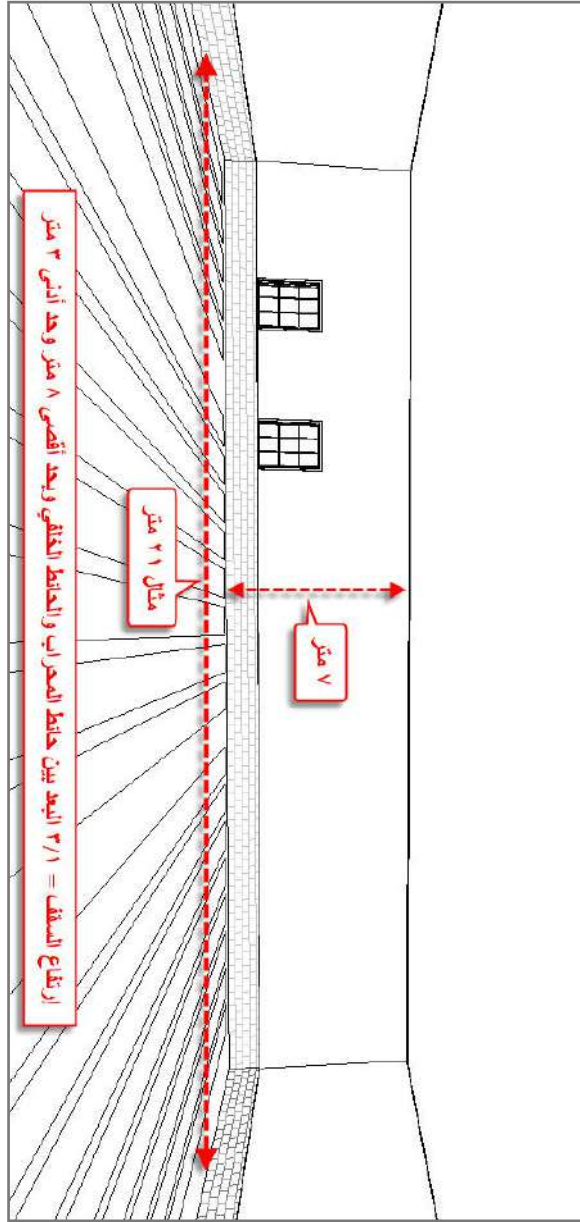 ٧ متر
مثال ٢١ متر
إرتفاع السقف = ٣/١ البعد بين حائط المحراب والحائط الخلفي وبحد أقصى ٨ متر وحد أدنى ٣ متر